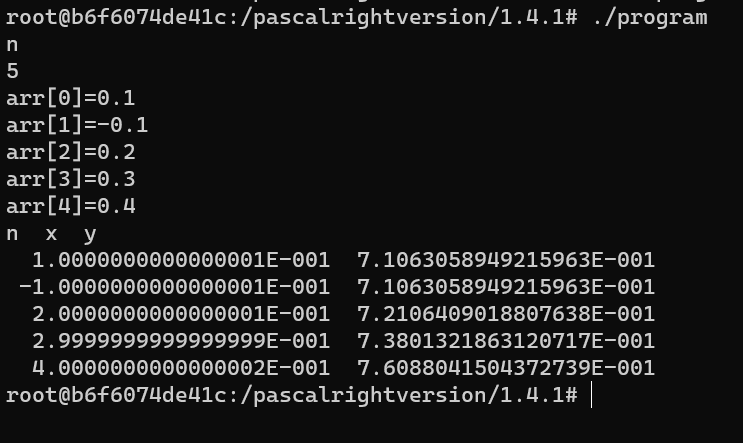 root@b6f6074de41c:/pascalrightversion/1.4.1# ./program
n
5
arr[0]=0.1
arr[1]=-0.1
arr[2]=0.2
arr[3]=0.3
arr[4]=0.4
n  x  y
  1.0000000000000001E-001  7.1063058949215963E-001
 -1.0000000000000001E-001  7.1063058949215963E-001
  2.0000000000000001E-001  7.2106409018807638E-001
  2.9999999999999999E-001  7.3801321863120717E-001
  4.0000000000000002E-001  7.6088041504372739E-001
root@b6f6074de41c:/pascalrightversion/1.4.1#